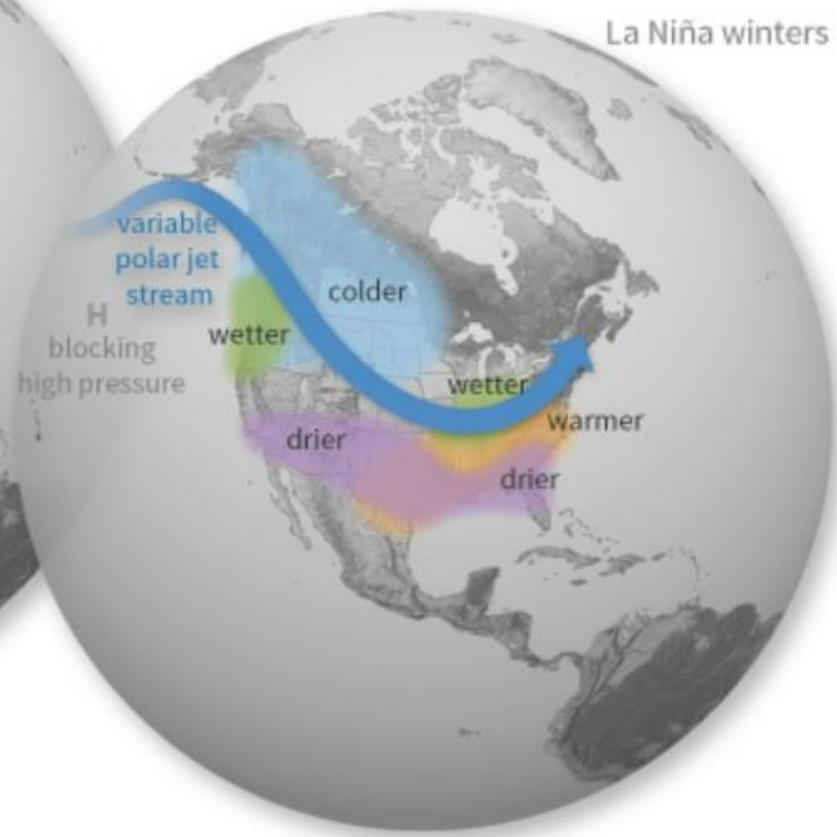 La Niña winters
variable
polar jet
stream
H
blocking
high pressure
colder
wetter
wetter
warmer
drier
drier